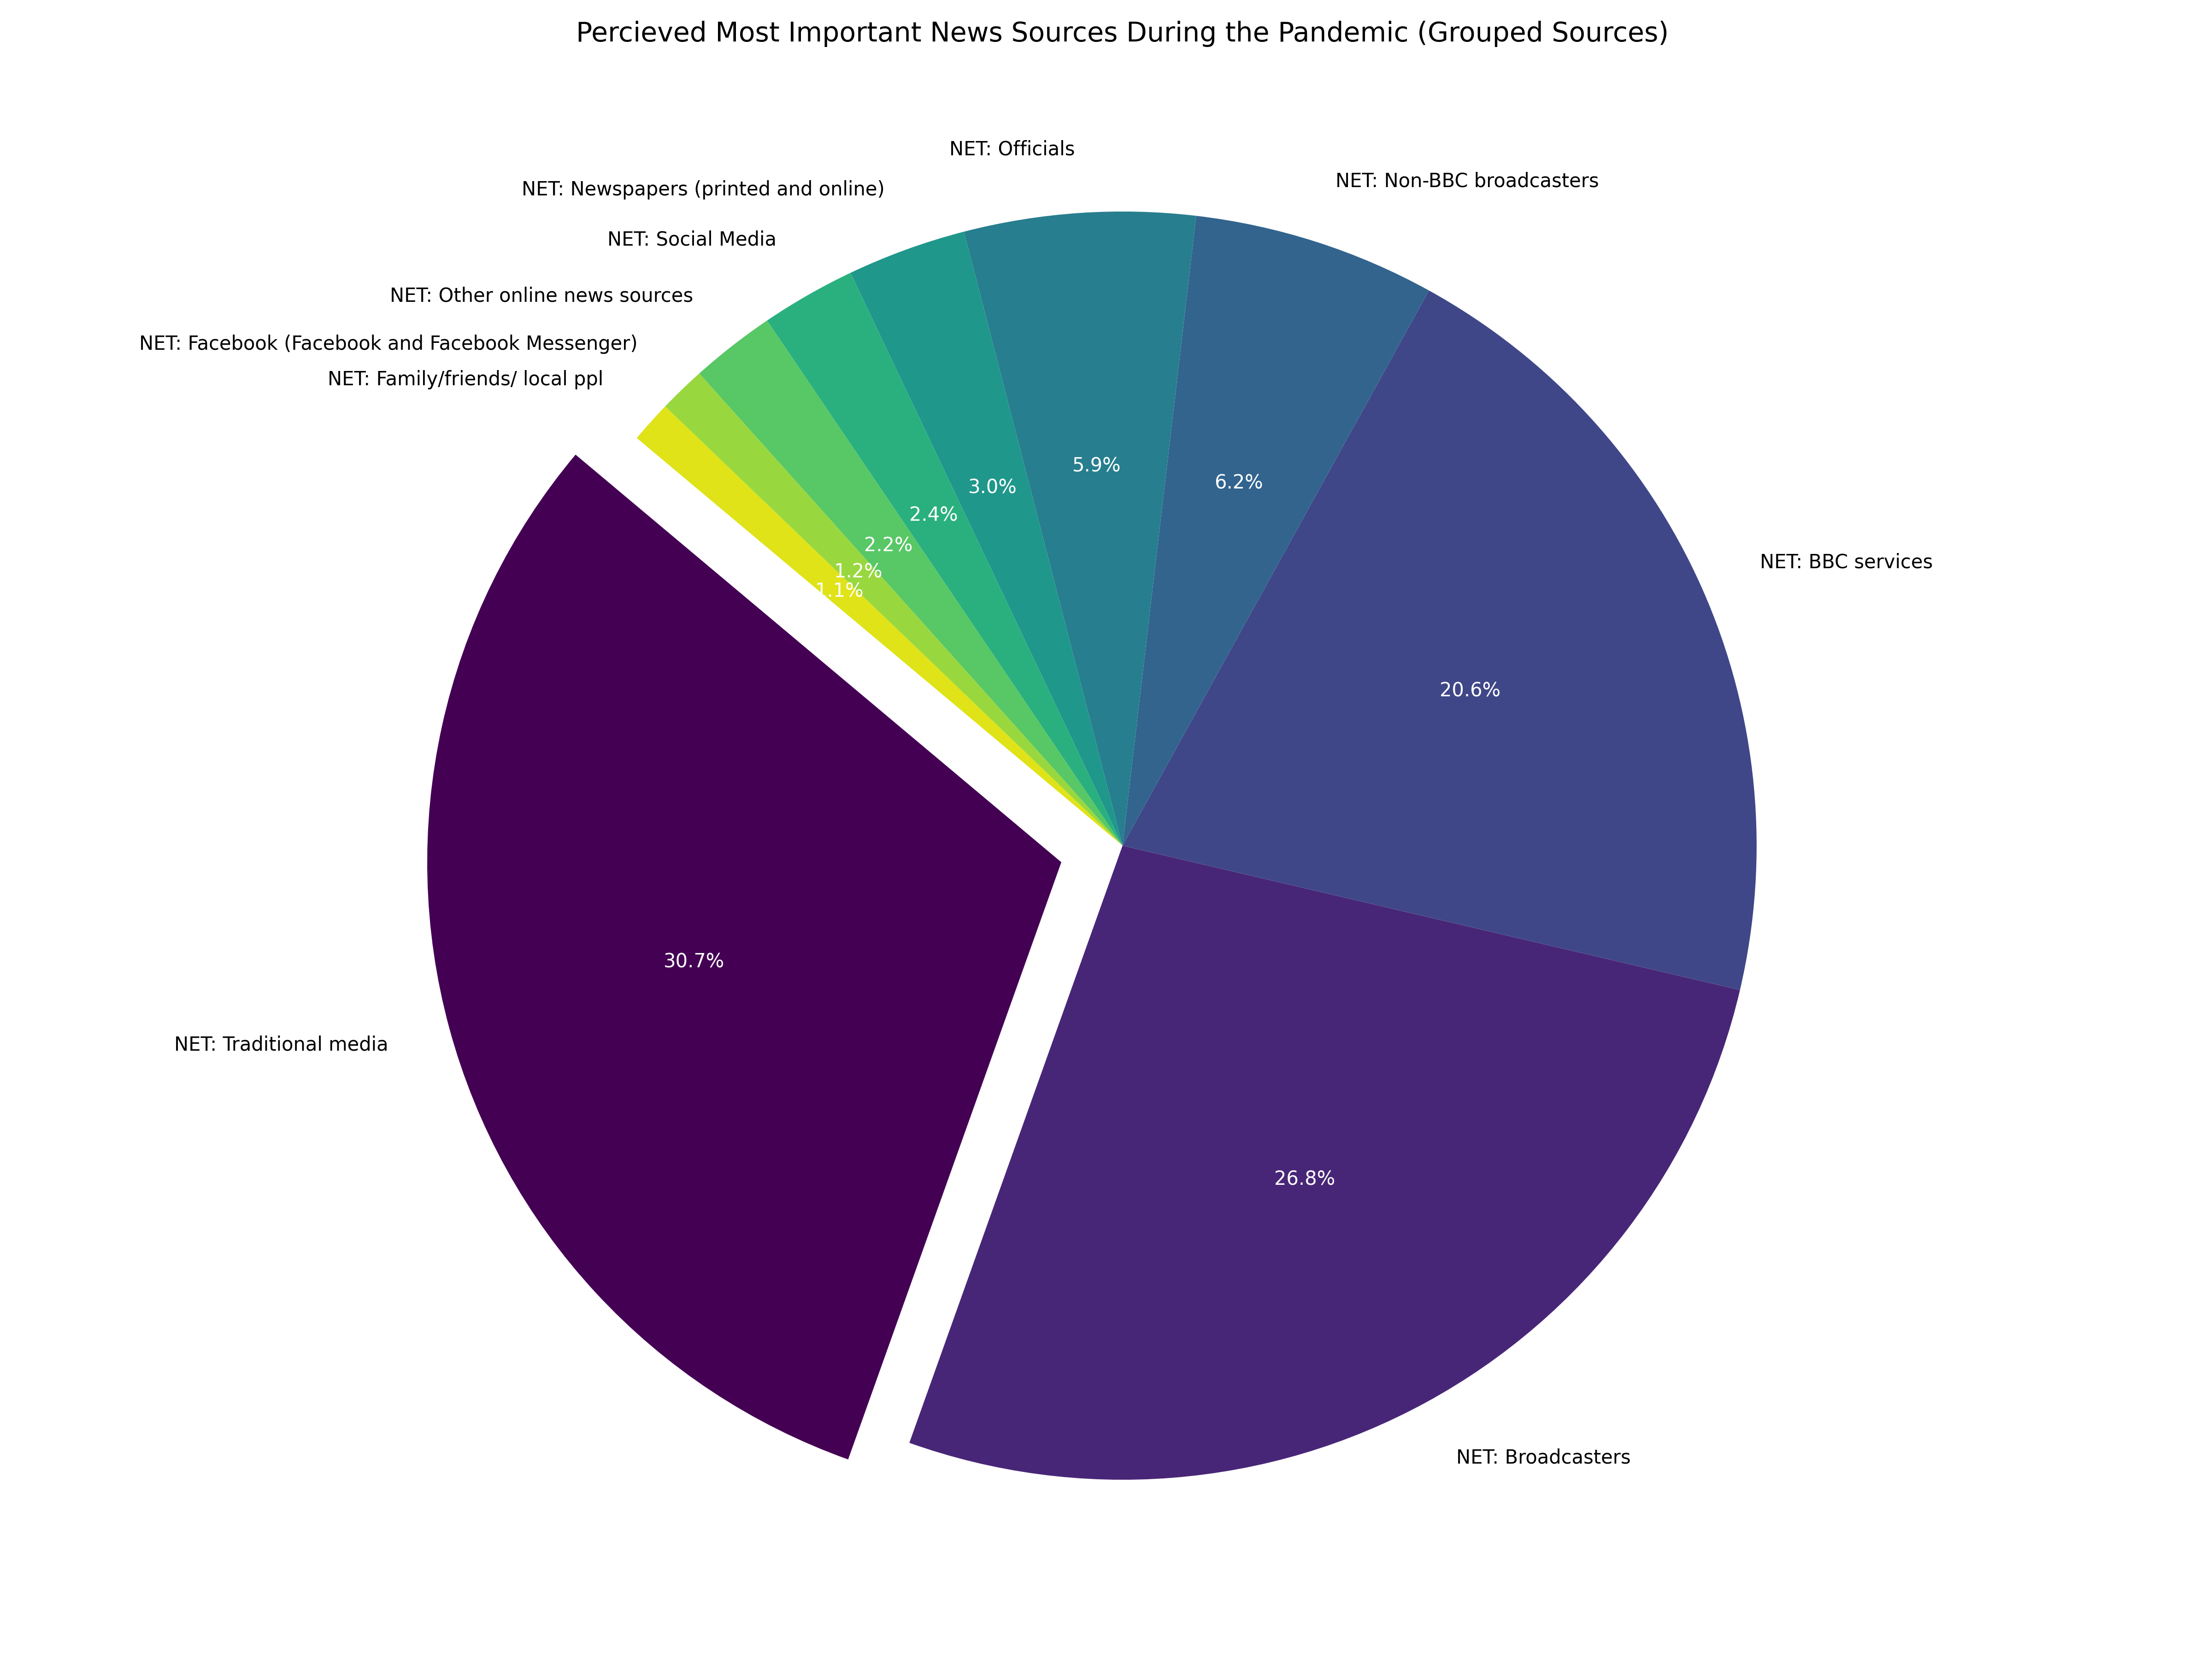 Percieved Most Important News Sources During the Pandemic (Grouped Sources)
NET: Officials
NET: Non-BBC broadcasters
NET: Newspapers (printed and online)
NET: Social Media
NET: Other online news sources
NET: Facebook (Facebook and Facebook Messenger)
NET: Family/friends/ local ppl
5.9%
6.2%
3.0%
2.4%
2.2%
1.2%
1.1%
NET: BBC services
20.6%
30.7%
NET: Traditional media
26.8%
NET: Broadcasters